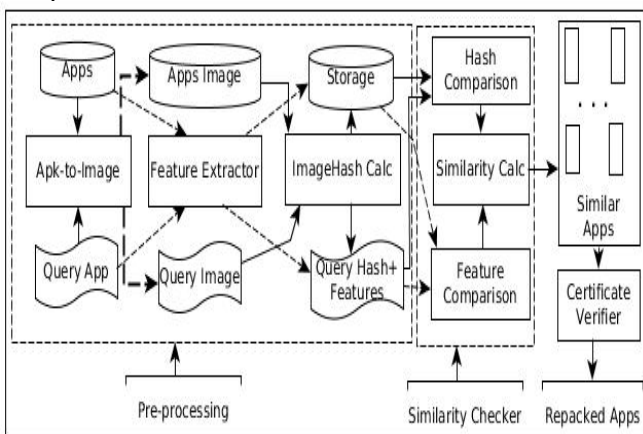 Apps
Apps Image
Storage
Hash
Comparison
Apk-to-Image
Feature Extractor
ImageHash Calc
Similarity Calc
. . .
Similar
Apps
Query App
Query Image
Query Hash+
Features
Feature
Comparison
Certificate
Verifier
Pre-processing
Similarity Checker
Repacked Apps